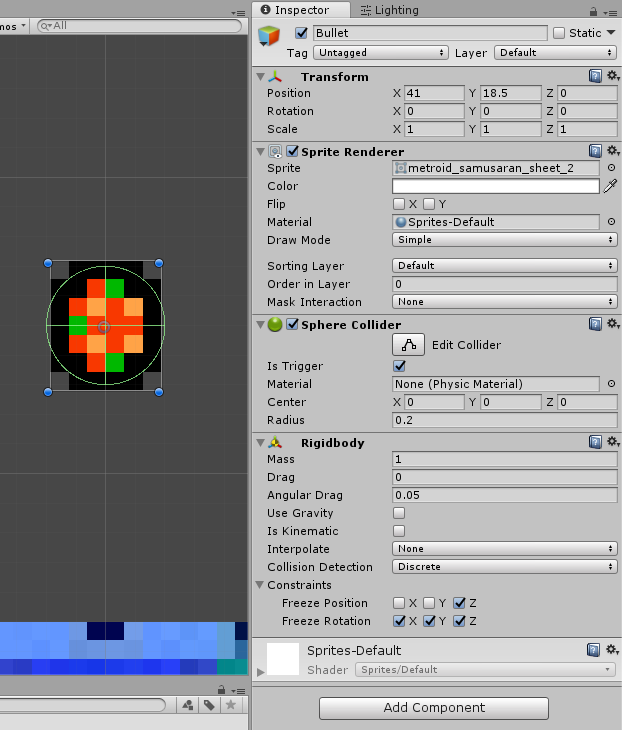 Inspector
Lighting
mos
All
Bullet
Static
Tag Untagged Layer Default
Transform
Position X 41 Y 18.5 Z 0
Rotation X 0 Y 0 Z 0
Scale X 1 Y 1 Z 1
Sprite Renderer
Sprite metroid_samusaran_sheet_2
Color
Flip X Y
Material Sprites-Default
Draw Mode Simple
Sorting Layer Default
Order in Layer 0
Mask Interaction None
Sphere Collider
Edit Collider
Is Trigger
Material None (Physic Material)
Center X 0 Y 0 Z 0
Radius 0.2
Rigidbody
Mass 1
Drag 0
Angular Drag 0.05
Use Gravity
Is Kinematic
Interpolate None
Collision Detection Discrete
Constraints
Freeze Position X Y Z
Freeze Rotation X Y Z
Sprites-Default
Shader Sprites/Default
Add Component